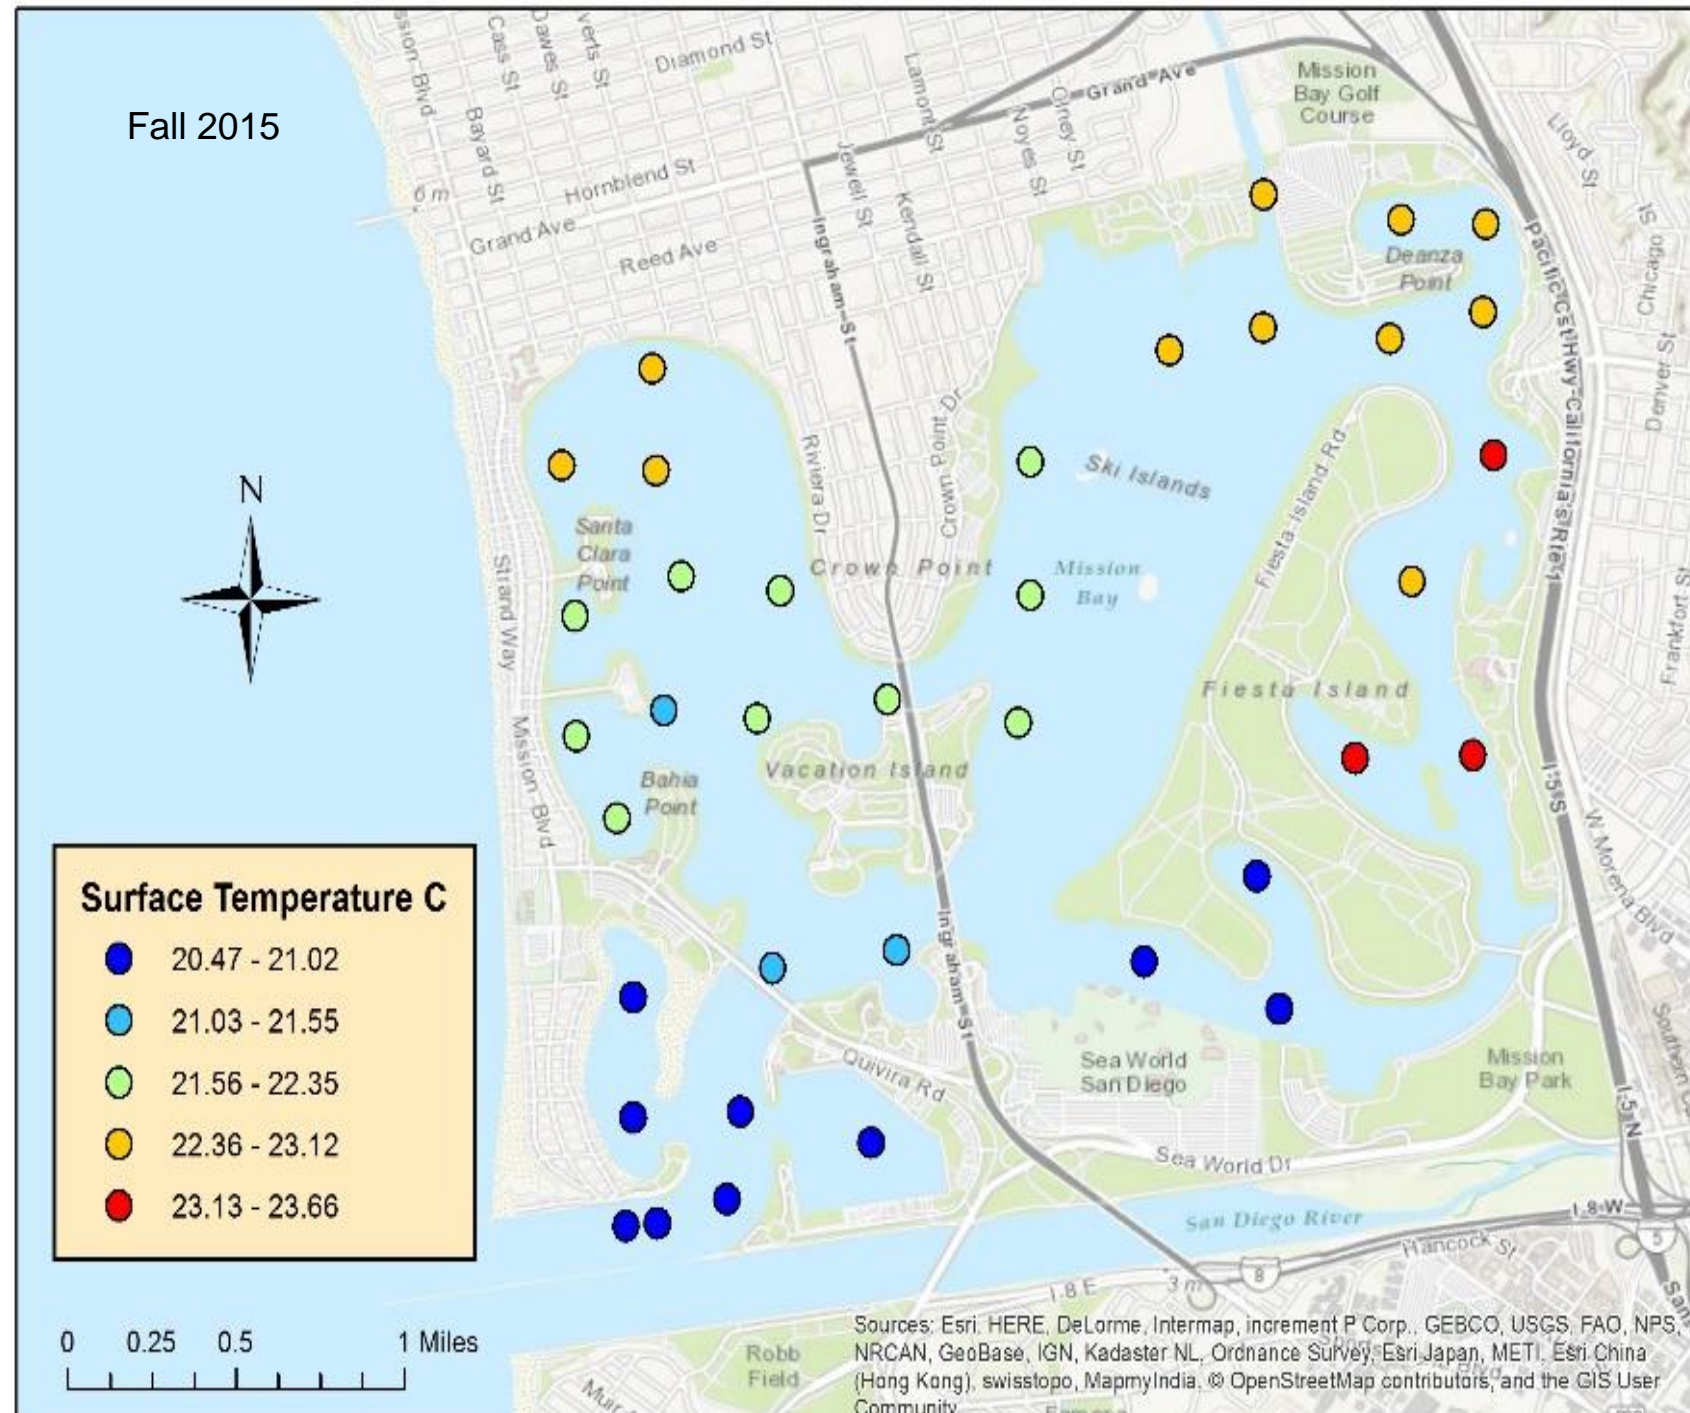 Fall 2015
Cass St
Diamond St
Lamont St
Grand Ave
Mission
Bay Golf
Course
Lloyd St
Bayard St
Hornblend St
6 m
Grand Ave
Reed Ave
Jewell St
Kendall St
Noyes St
Olney St
Ingraham St
Deanza
Point
Chicago St
Denver St
Riviera Dr
Crown Point Dr
Ski Islands
Fiesta Island Rd
N
Santa
Clara
Point
Crown Point
Mission
Bay
Strand Way
Mission Blvd
Fiesta Island
Frankfort St
Vacation Island
Bahia
Point
I 5 S
W Morena Blvd
Ingraham St
Quivira Rd
Sea World
San Diego
Mission
Bay Park
I 5 N
Sea World Dr
San Diego River
I 8 W
5
Hancock St
8
I 8 E
3 m
Surface Temperature C
20.47 - 21.02
21.03 - 21.55
21.56 - 22.35
22.36 - 23.12
23.13 - 23.66
0 0.25 0.5 1 Miles
Robb
Field
Sources: Esri, HERE, DeLorme, Intermap, increment P Corp., GEBCO, USGS, FAO, NPS,
NRCAN, GeoBase, IGN, Kadaster NL, Ordnance Survey, Esri Japan, METI, Esri China
(Hong Kong), swisstopo, MapmyIndia, © OpenStreetMap contributors, and the GIS User
Community